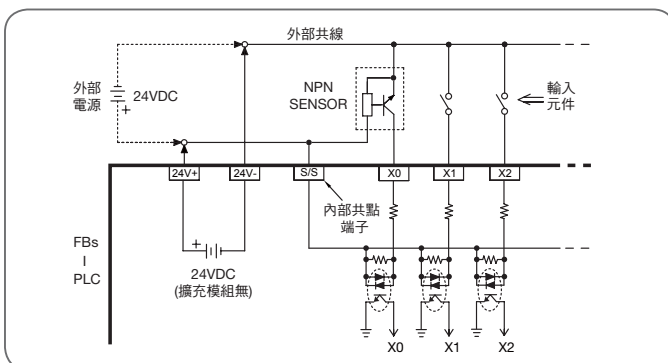 外部共線
外部
電源
24VDC
+
NPN
SENSOR
輸入
元件
24V+
24V-
S/S
X0
X1
X2
內部共點
端子
FBs
I
PLC
+
24VDC
(擴充模組無)
X0
X1
X2